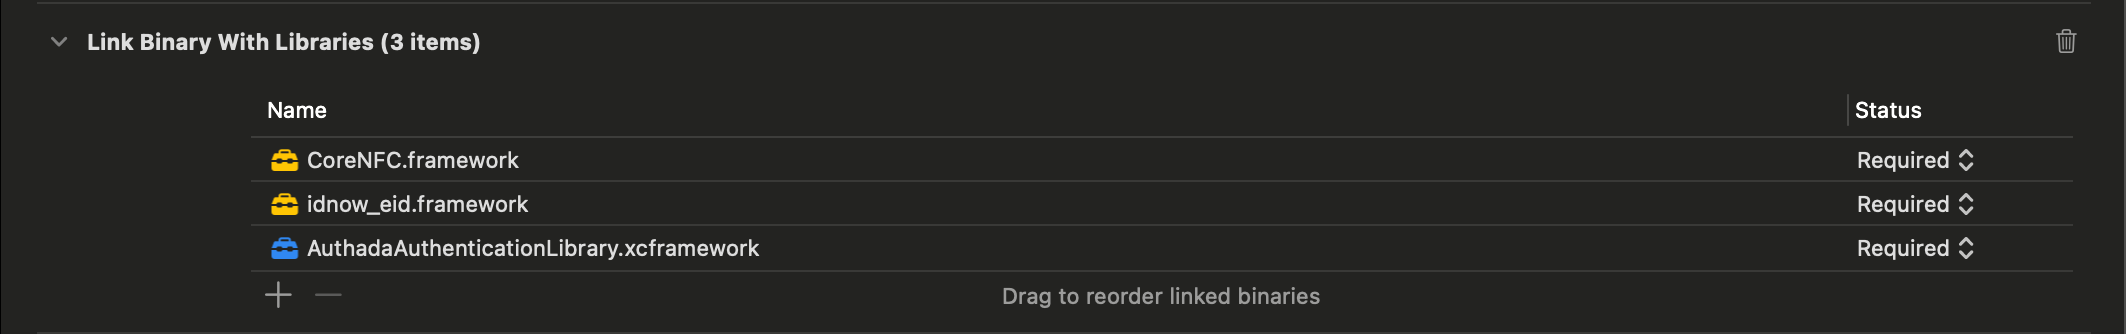 Link Binary With Libraries (3 items)
Name Status
CoreNFC.framework Required
idnow_eid.framework Required
AuthadaAuthenticationLibrary.xcframework Required
Drag to reorder linked binaries